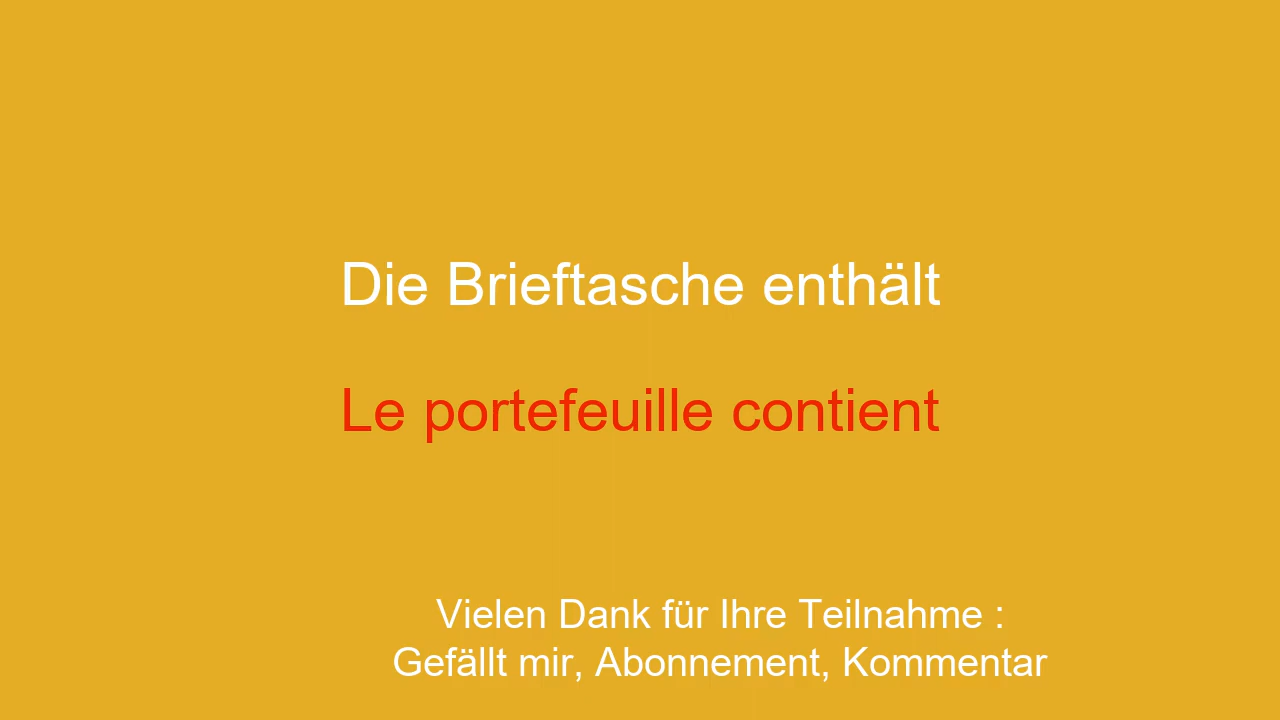 Die Brieftasche enthält
Le portefeuille contient
Vielen Dank für Ihre Teilnahme :
Gefällt mir, Abonnement, Kommentar